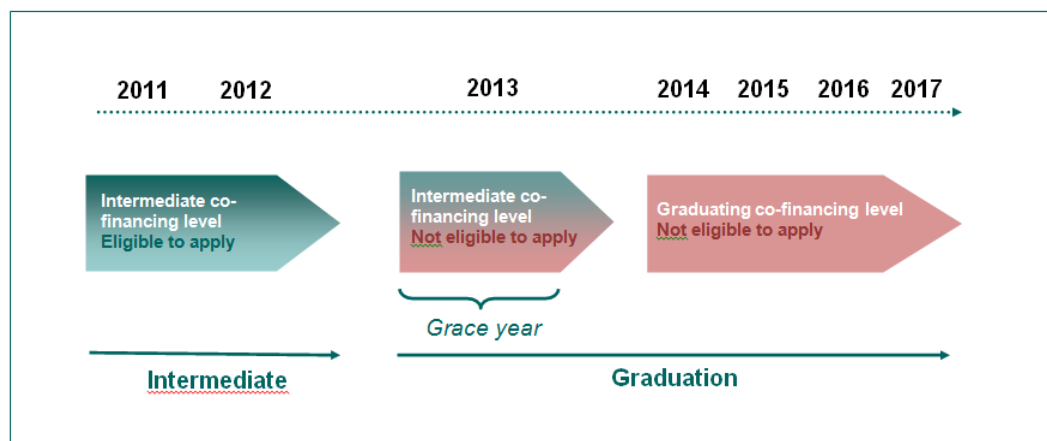 2011 2012 2013 2014 2015 2016 2017
Intermediate co-
financing level
Eligible to apply
Intermediate co-
financing level
Not eligible to apply
Graduating co-financing level
Not eligible to apply
Grace year
Intermediate
Graduation